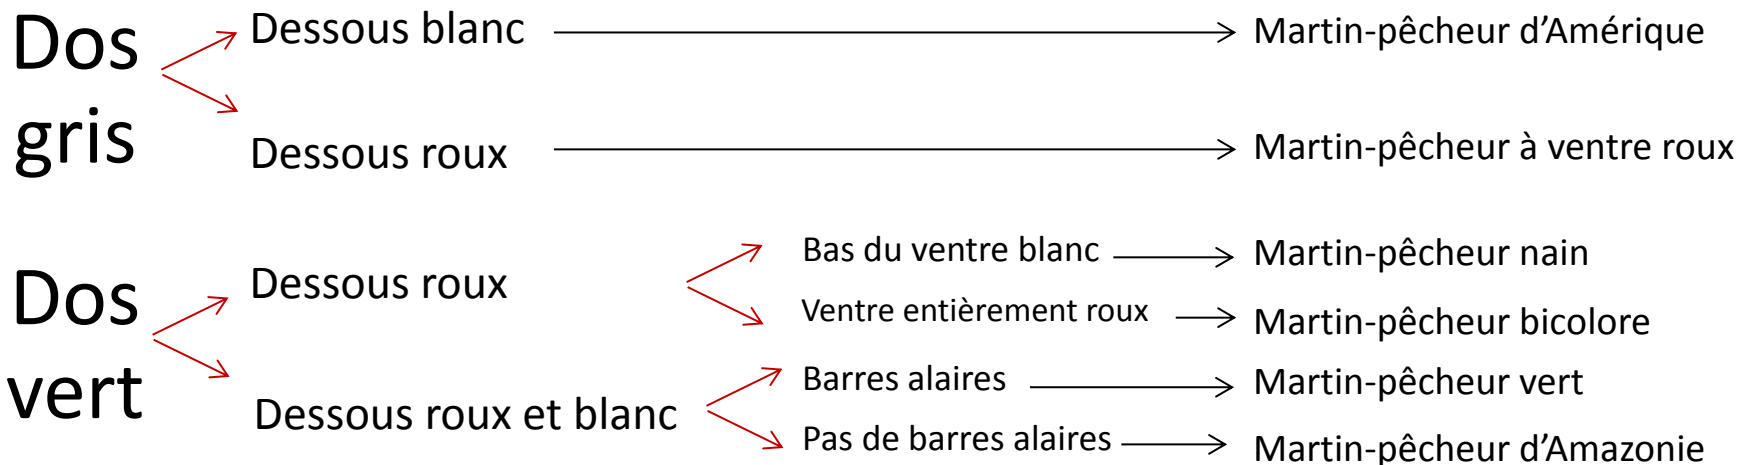 Dos
gris
Dessous blanc
Martin-pêcheur d’Amérique
Dessous roux
Martin-pêcheur à ventre roux
Dos
vert
Dessous roux
Bas du ventre blanc
Martin-pêcheur nain
Ventre entièrement roux
Martin-pêcheur bicolore
Dessous roux et blanc
Barres alaires
Martin-pêcheur vert
Pas de barres alaires
Martin-pêcheur d’Amazonie